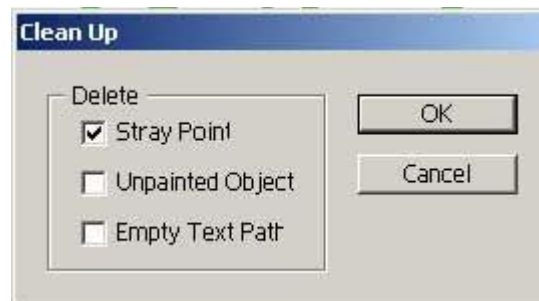 Clean Up
Delete
Stray Point
Unpainted Object
Empty Text Path
OK
Cancel